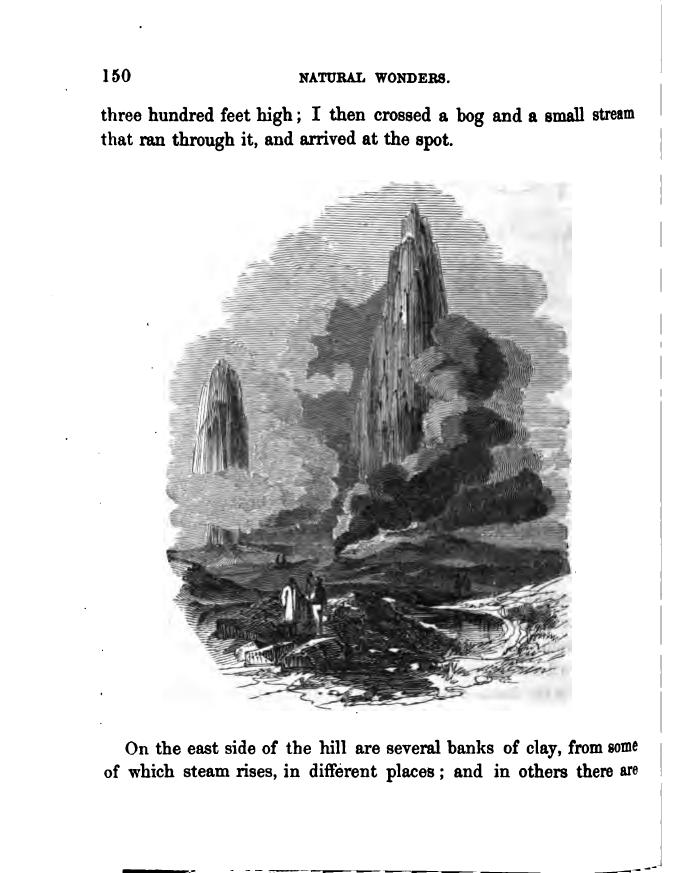 150 NATURAL WONDERS.
three hundred feet high; I then crossed a bog and a small stream
that ran through it, and arrived at the spot.
On the east side of the hill are several banks of clay, from some
of which steam rises, in different places; and in others there are